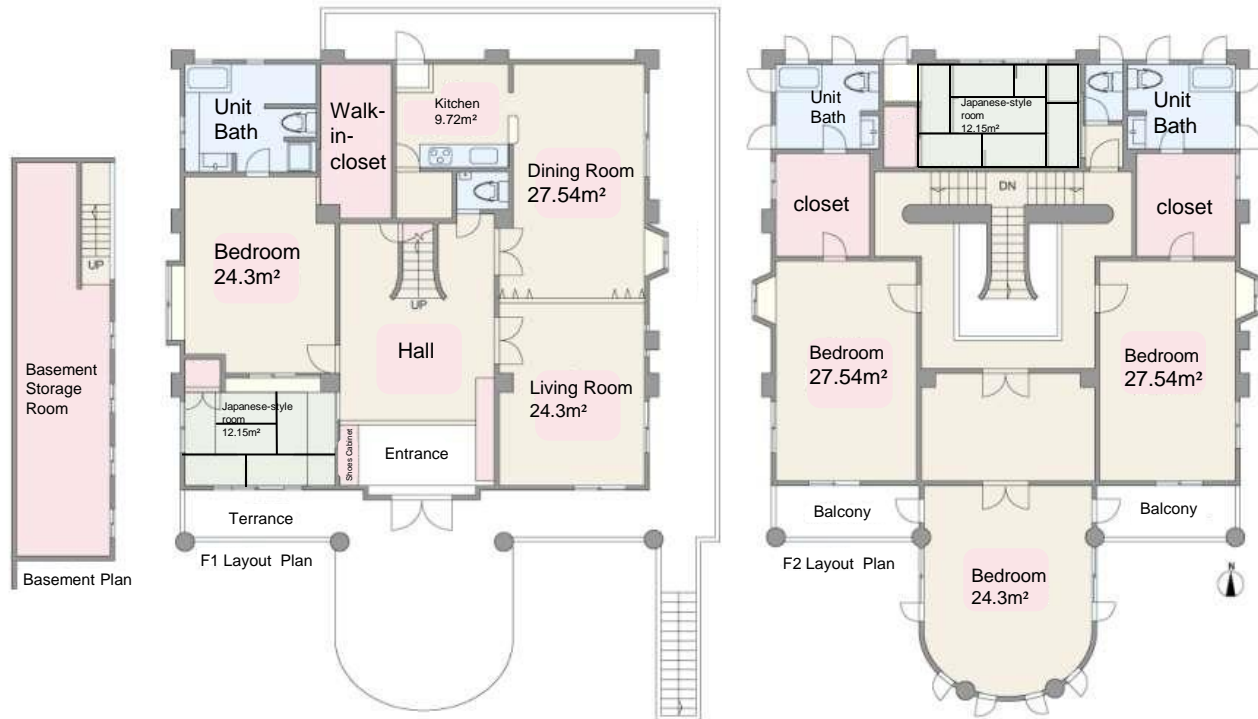 Basement
Storage
Room
UP
Basement Plan
Unit
Bath
Walk-
in-
closet
Kitchen
9.72m²
Dining Room
27.54m²
Bedroom
24.3m²
UP
Hall
Living Room
24.3m²
Japanese-style
room
12.15m²
Shoes Cabinet
Entrance
Terrance
F1 Layout Plan
Unit
Bath
Japanese-style
room
12.15m²
Unit
Bath
closet
DN
closet
Bedroom
27.54m²
Bedroom
27.54m²
Balcony
Balcony
F2 Layout Plan
Bedroom
24.3m²
N